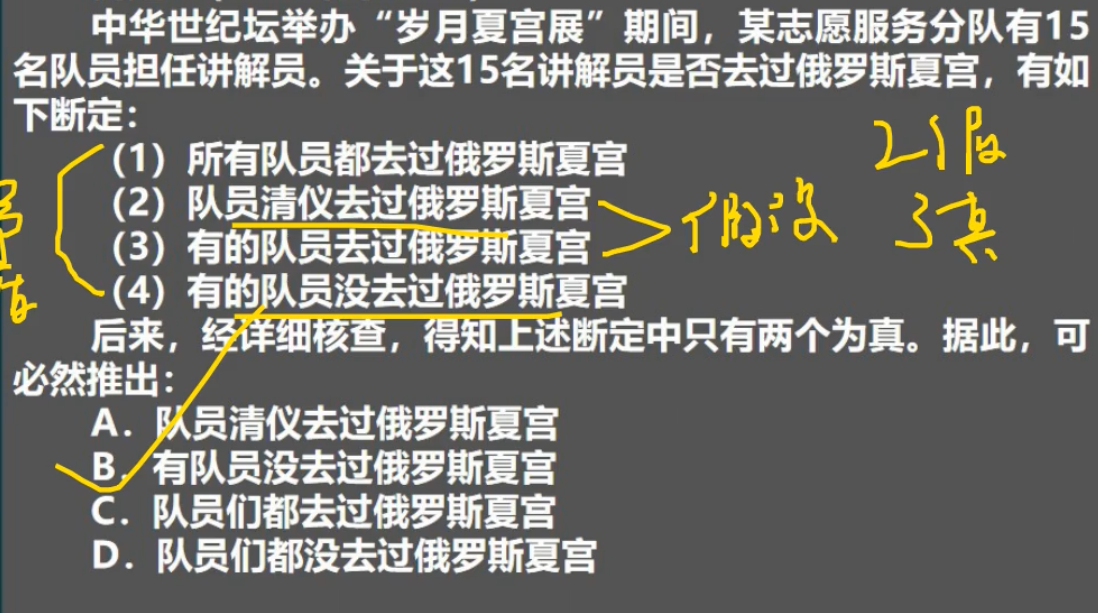 中华世纪坛举办“岁月夏宫展”期间，某志愿服务分队有15
名队员担任讲解员。关于这15名讲解员是否去过俄罗斯夏宫，有如
下断定：
（1）所有队员都去过俄罗斯夏宫
（2）队员清仪去过俄罗斯夏宫
（3）有的队员去过俄罗斯夏宫
（4）有的队员没去过俄罗斯夏宫
2假
假设
3真
后来，经详细核查，得知上述断定中只有两个为真。据此，可
必然推出：
A．队员清仪去过俄罗斯夏宫
B．有队员没去过俄罗斯夏宫
C．队员们都去过俄罗斯夏宫
D．队员们都没去过俄罗斯夏宫